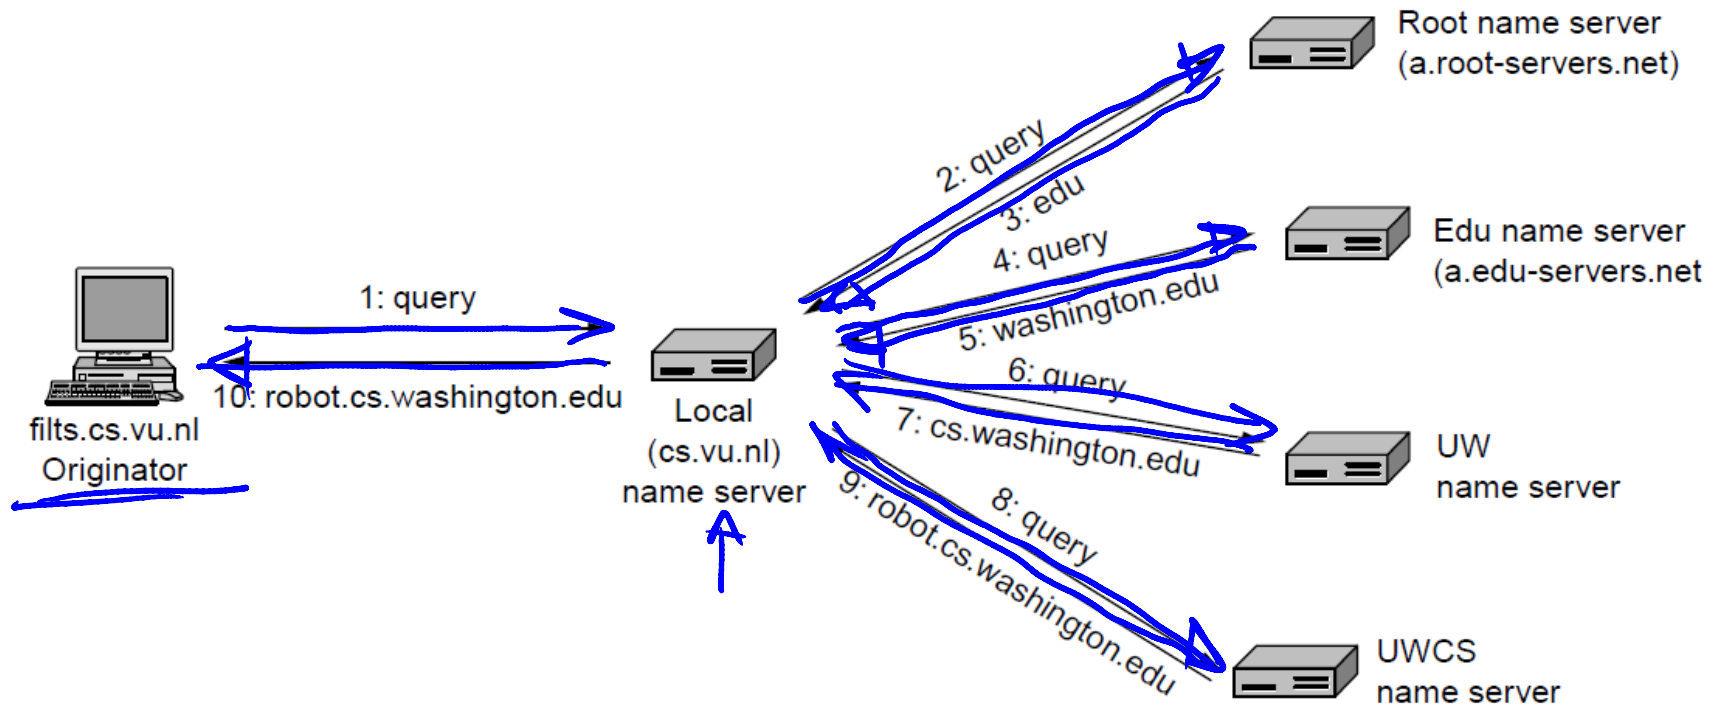 Root name server
(a.root-servers.net)
2: query
3: edu
4: query
Edu name server
(a.edu-servers.net
5: washington.edu
1: query
10: robot.cs.washington.edu
filts.cs.vu.nl
Originator
Local
(cs.vu.nl)
name server
6: query
7: cs.washington.edu
UW
name server
8: query
9: robot.cs.washington.edu
UWCS
name server